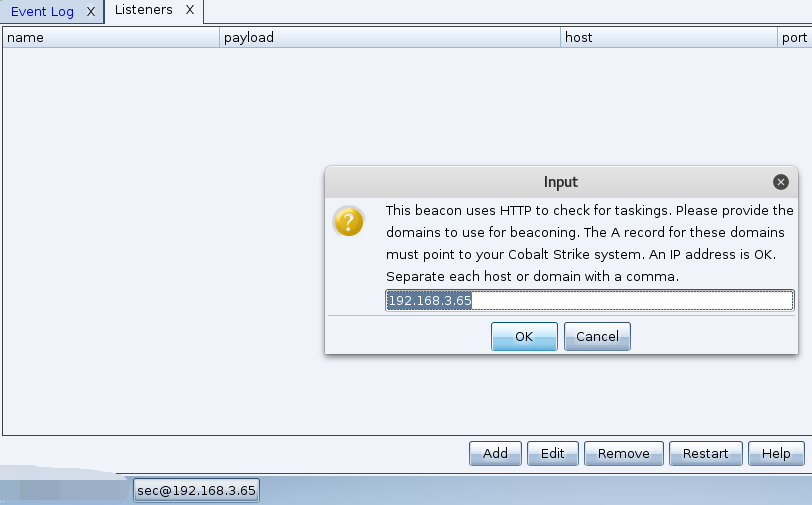 Event Log X Listeners X
name payload host port
Input
?
This beacon uses HTTP to check for taskings. Please provide the
domains to use for beaconing. The A record for these domains
must point to your Cobalt Strike system. An IP address is OK.
Separate each host or domain with a comma.
192.168.3.65
OK Cancel
Add Edit Remove Restart Help
sec@192.168.3.65